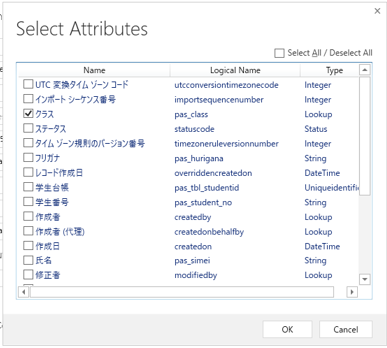 Select Attributes
Select All / Deselect All
Name Logical Name Type
UTC 変換タイム ゾーン コード utcconversiontimezonecode Integer
インポート シーケンス番号 importsequencenumber Integer
クラス pas_class Lookup
ステータス statuscode Status
タイム ゾーン規則のバージョン番号 timezoneruleversionnumber Integer
フリガナ pas_hurigana String
レコード作成日 overriddencreatedon DateTime
学生台帳 pas_tbl_studentid Uniqueidentifi
学生番号 pas_student_no String
作成者 createdby Lookup
作成者 (代理) createdonbehalfby Lookup
作成日 createdon DateTime
氏名 pas_simei String
修正者 modifiedby Lookup
OK Cancel